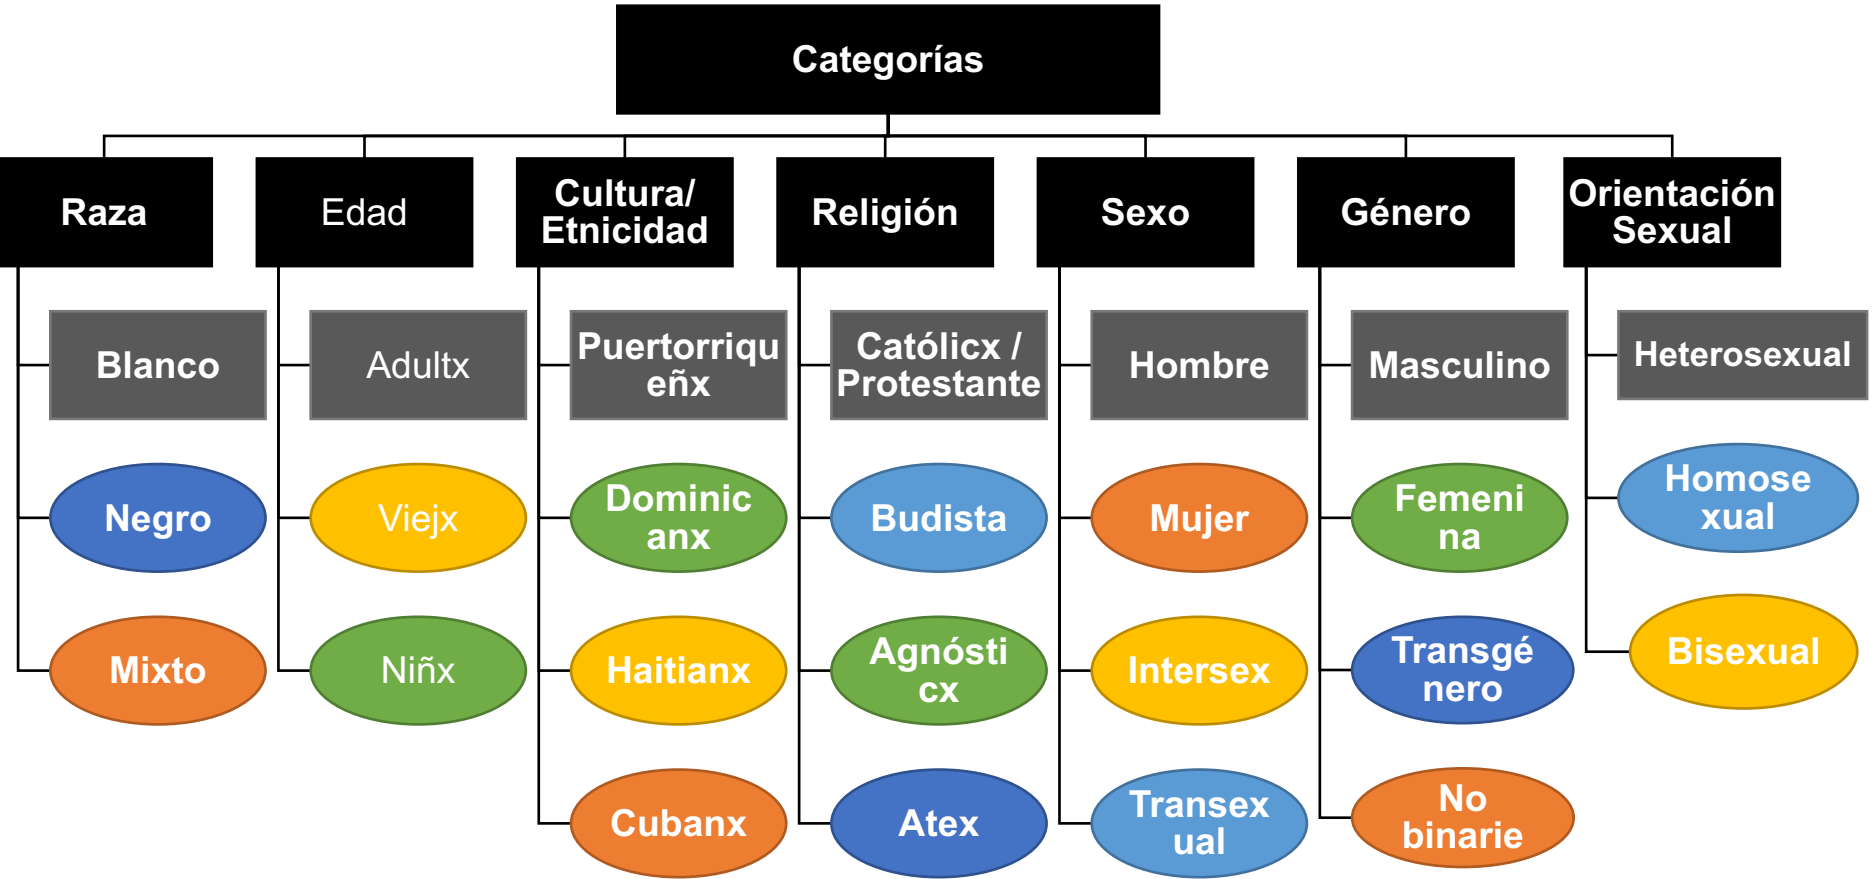 Categorías
Raza
Edad
Cultura/
Etnicidad
Religión
Sexo
Género
Orientación
Sexual
Blanco
Adultx
Puertorriqu
eñx
Católicx /
Protestante
Hombre
Masculino
Heterosexual
Negro
Viejx
Dominic
anx
Budista
Mujer
Femeni
na
Homose
xual
Mixto
Niñx
Haitianx
Agnósti
cx
Intersex
Transgé
nero
Bisexual
Cubanx
Atex
Transex
ual
No
binarie